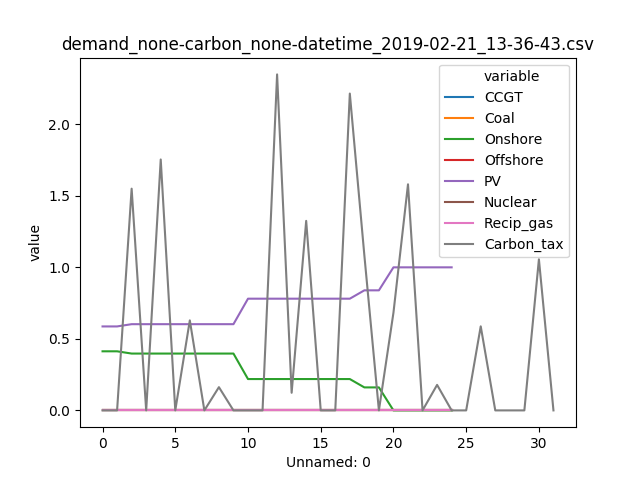 demand_none-carbon_none-datetime_2019-02-21_13-36-43.csv
variable
CCGT
Coal
Onshore
Offshore
PV
Nuclear
Recip_gas
Carbon_tax
value
2.0
1.5
1.0
0.5
0.0
0 5 10 15 20 25 30
Unnamed: 0